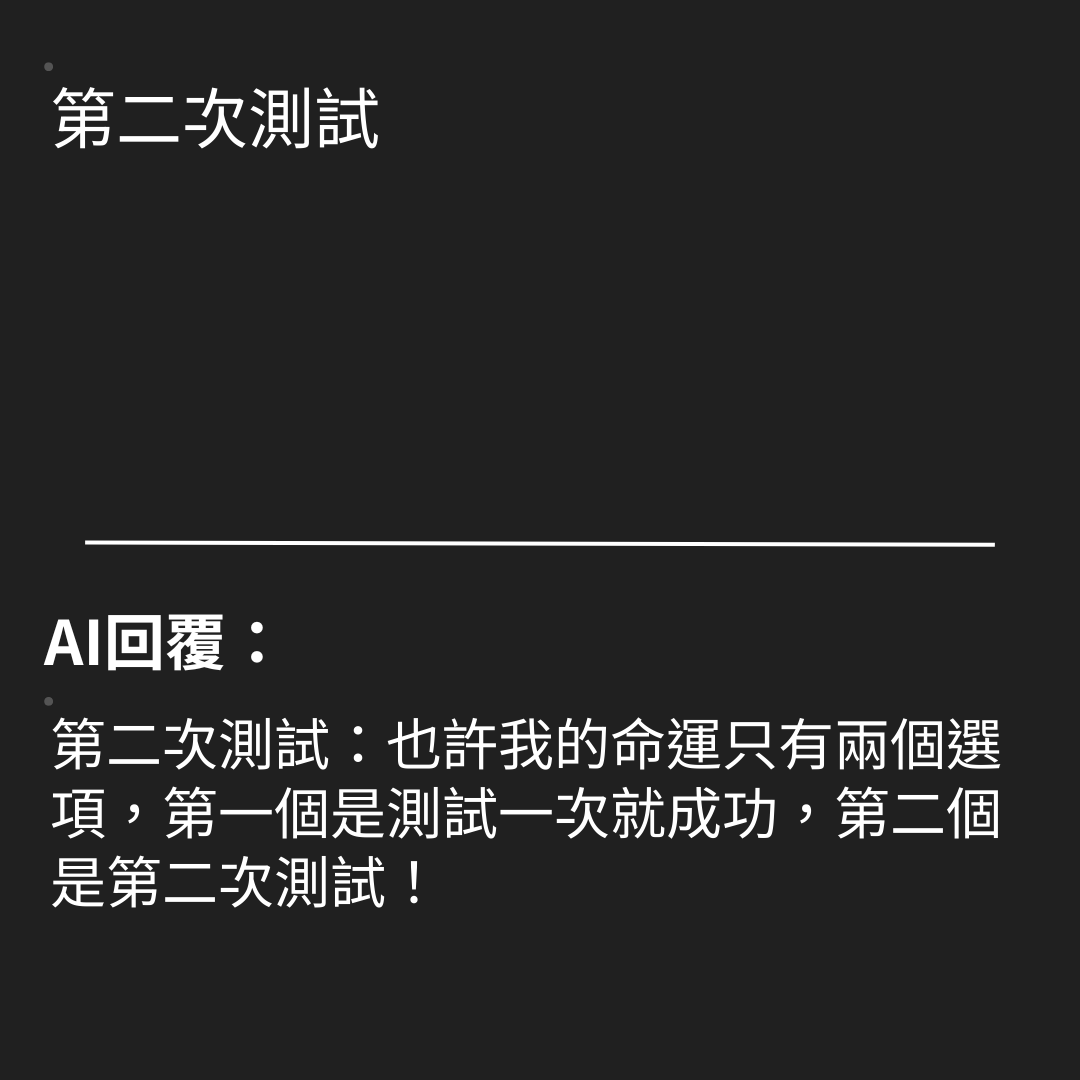 第二次測試
AI回覆：
第二次測試：也許我的命運只有兩個選
項，第一個是測試一次就成功，第二個
是第二次測試！